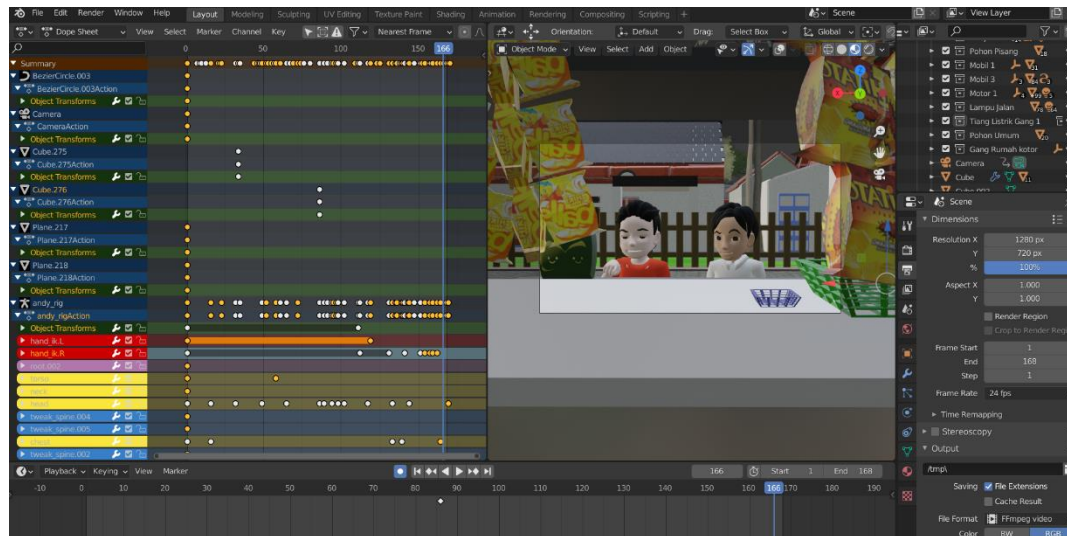 File Edit Render Window Help Layout Modeling Sculpting UV Editing Texture Paint Shading Animation Rendering Compositing Scripting + Scene View Layer
Dope Sheet View Select Marker Channel Key Nearest Frame Orientation: Default Drag: Select Box Global
0 50 100 150 166 Object Mode View Select Add Object
Summary
BezierCircle.003
BezierCircle.003Action
Object Transforms
Camera
CameraAction
Object Transforms
Cube.275
Cube.275Action
Object Transforms
Cube.276
Cube.276Action
Object Transforms
Plane.217
Plane.217Action
Object Transforms
Plane.218
Plane.218Action
Object Transforms
andy_rig
andy_rigAction
Object Transforms
hand_ik.L
hand_ik.R
root.002
torso
neck
heart
tweak_spine.004
tweak_spine.005
chest
tweak_spine.002
Pohon Pisang
Mobil 1
Mobil 3
Motor 1
Lampu Jalan
Tiang Listrik Gang 1
Pohon Umum
Gang Rumah kotor
Camera
Cube
Cube.002
Scene
Dimensions
Resolution X 1280 px
Y 720 px
% 100%
Aspect X 1.000
Y 1.000
Render Region
Crop to Render Regi
Frame Start 1
End 168
Step 1
Frame Rate 24 fps
Time Remapping
Stereoscopy
Output
/tmp\
Saving File Extensions
Cache Result
File Format FFmpeg video
Color BW RGB
Playback Keying View Marker 166 Start 1 End 168
-10 0 10 20 30 40 50 60 70 80 90 100 110 120 130 140 150 160 166 170 180 190